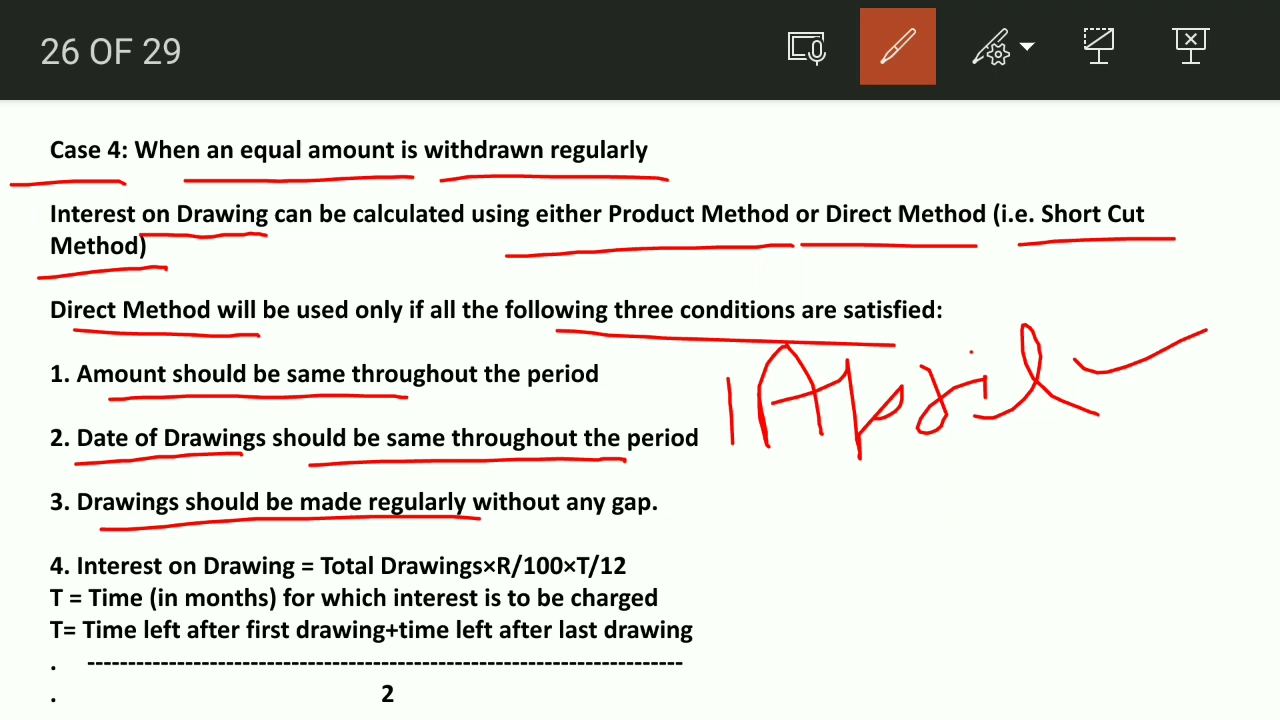 26 OF 29
Case 4: When an equal amount is withdrawn regularly
Interest on Drawing can be calculated using either Product Method or Direct Method (i.e. Short Cut
Method)
Direct Method will be used only if all the following three conditions are satisfied:
1. Amount should be same throughout the period
1 April
2. Date of Drawings should be same throughout the period
3. Drawings should be made regularly without any gap.
4. Interest on Drawing = Total Drawings×R/100×T/12
T = Time (in months) for which interest is to be charged
T= Time left after first drawing+time left after last drawing
. -------------------------------------------------------------------------
. 2